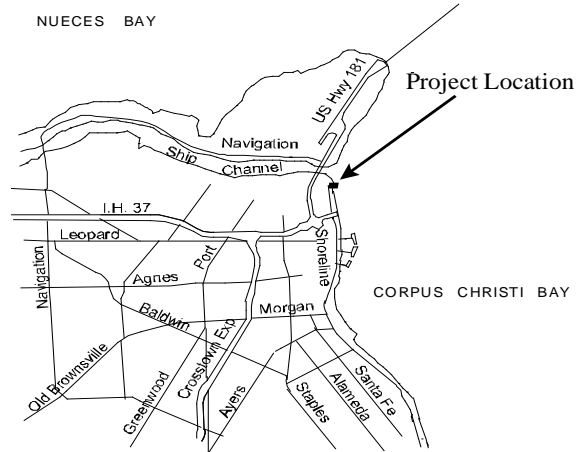 NUECES BAY
US Hwy 181
Project Location
Navigation
Ship Channel
I.H. 37
Leopard
Port
Shoreline
Navigation
Agnes
CORPUS CHRISTI BAY
Baldwin
Morgan
Crosstown Exp
Old Brownsville
Greenwood
Ayers
Staples
Alameda
Santa Fe